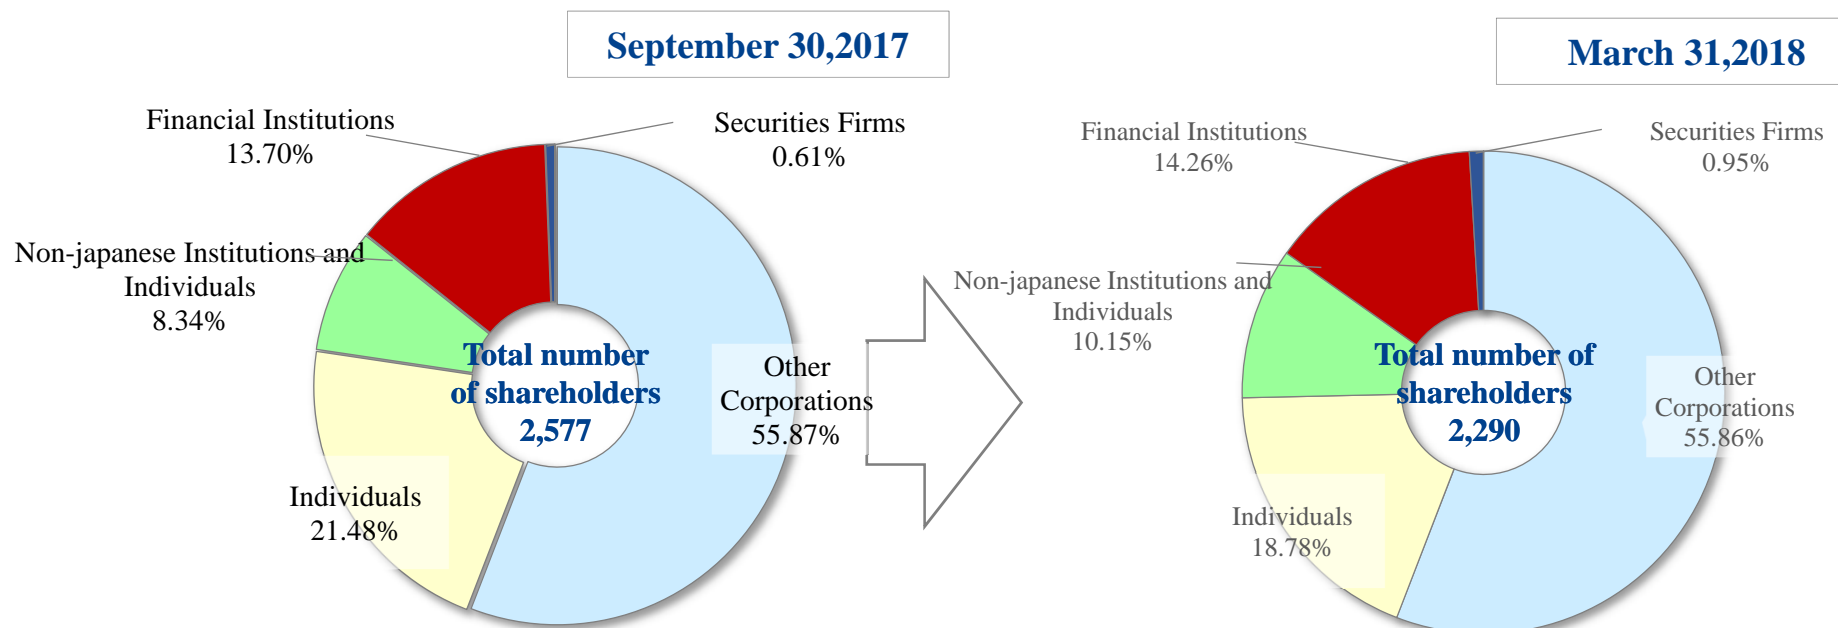 September 30,2017
Financial Institutions
13.70%
Securities Firms
0.61%
Non-japanese Institutions and
Individuals
8.34%
Total number
of shareholders
2,577
Other
Corporations
55.87%
Individuals
21.48%
March 31,2018
Financial Institutions
14.26%
Securities Firms
0.95%
Non-japanese Institutions and
Individuals
10.15%
Total number of
shareholders
2,290
Other
Corporations
55.86%
Individuals
18.78%